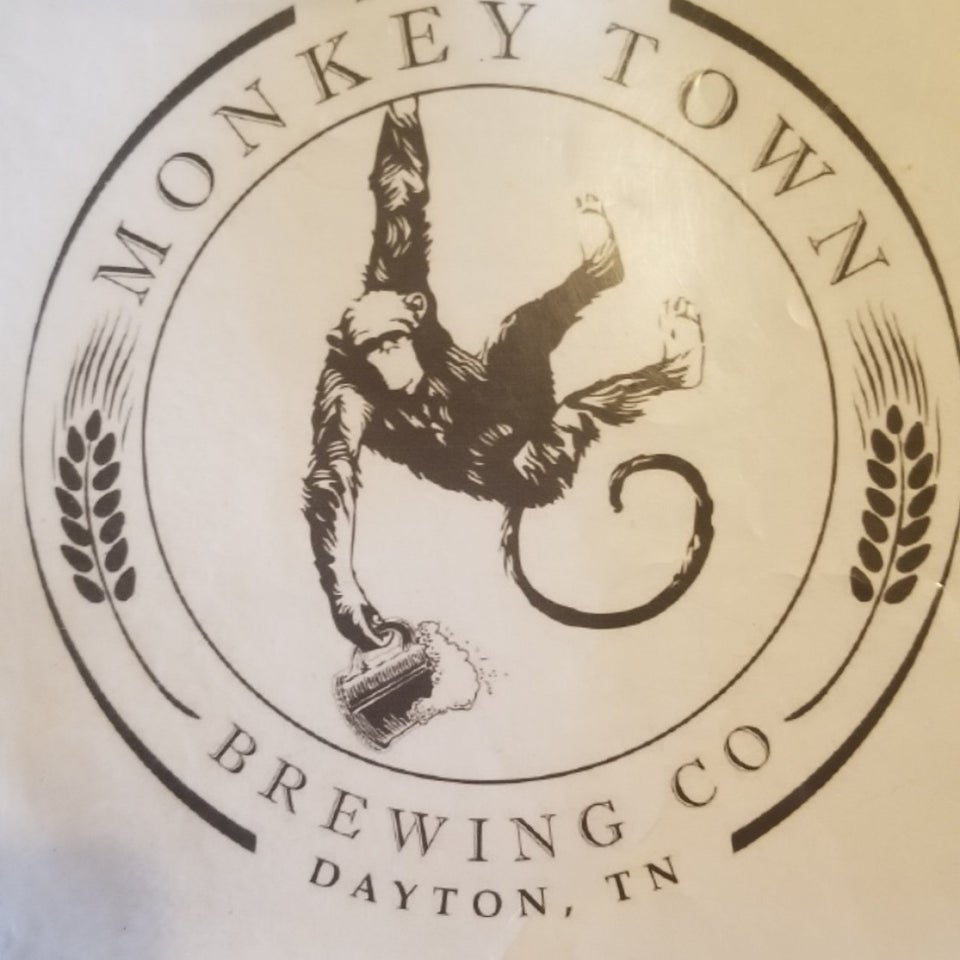 MONKEY TOWN
BREWING CO
DAYTON, TN